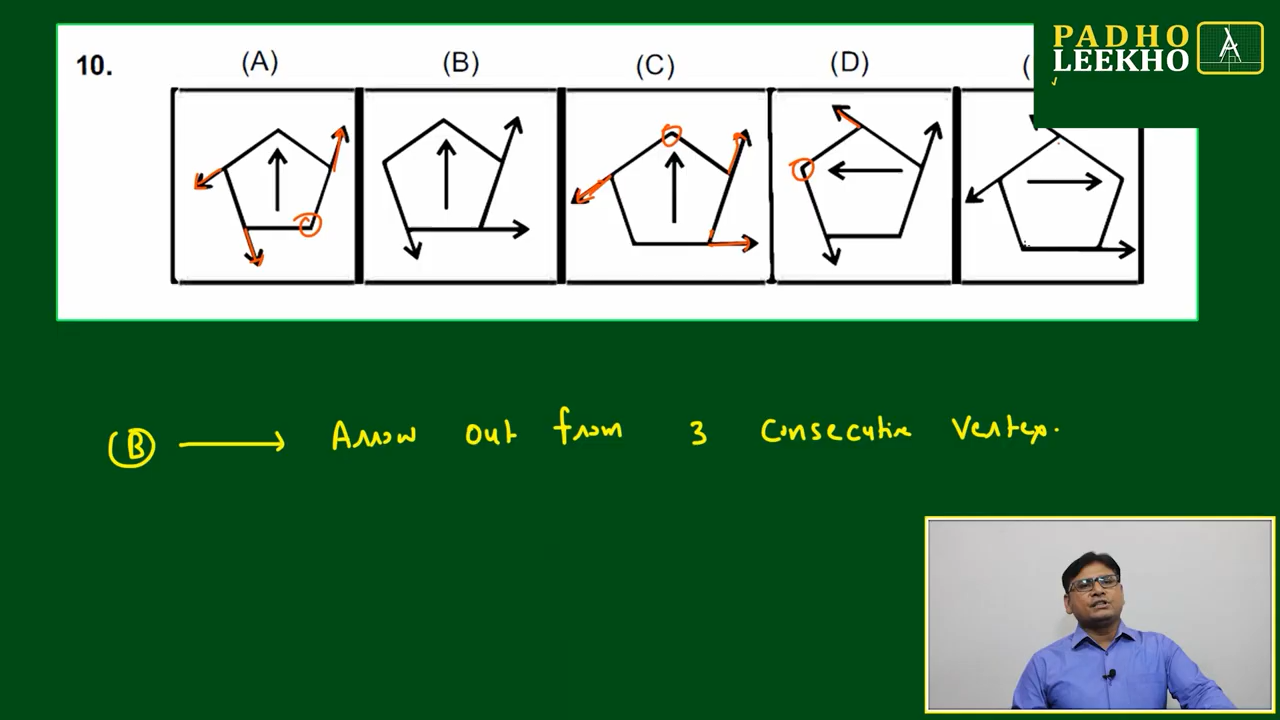 PADHO
LEEKHO
10. (A) (B) (C) (D) (
(B) → Arrow out from 3 consecutive vertex.